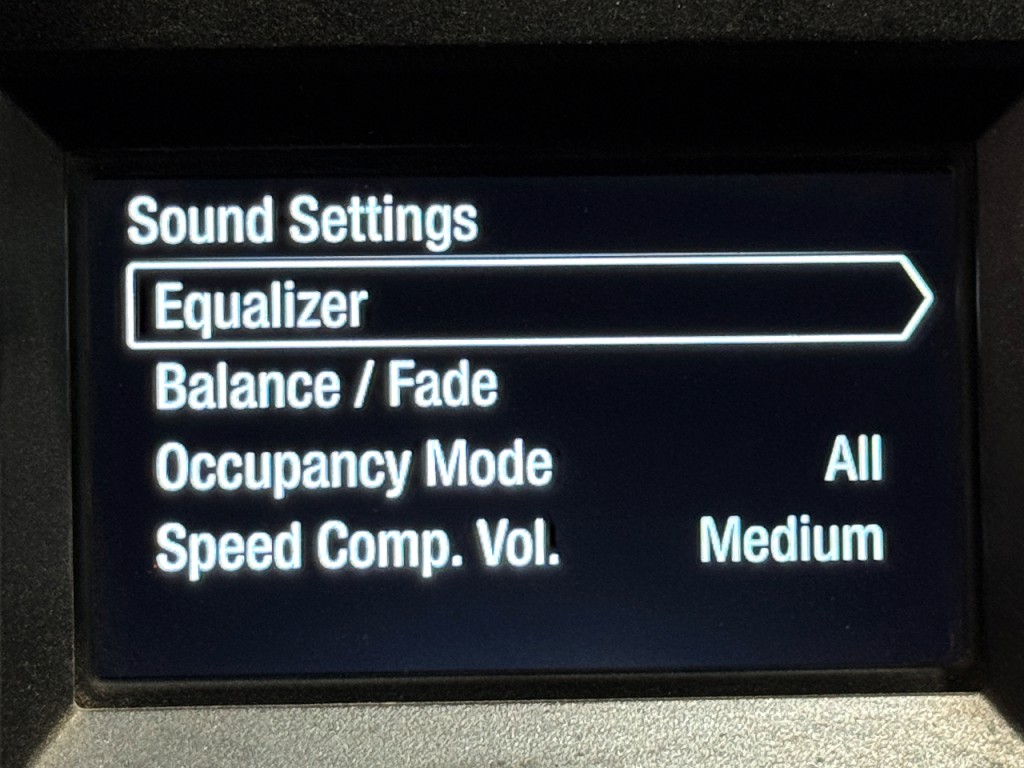 Sound Settings
Equalizer
Balance / Fade
Occupancy Mode All
Speed Comp. Vol. Medium